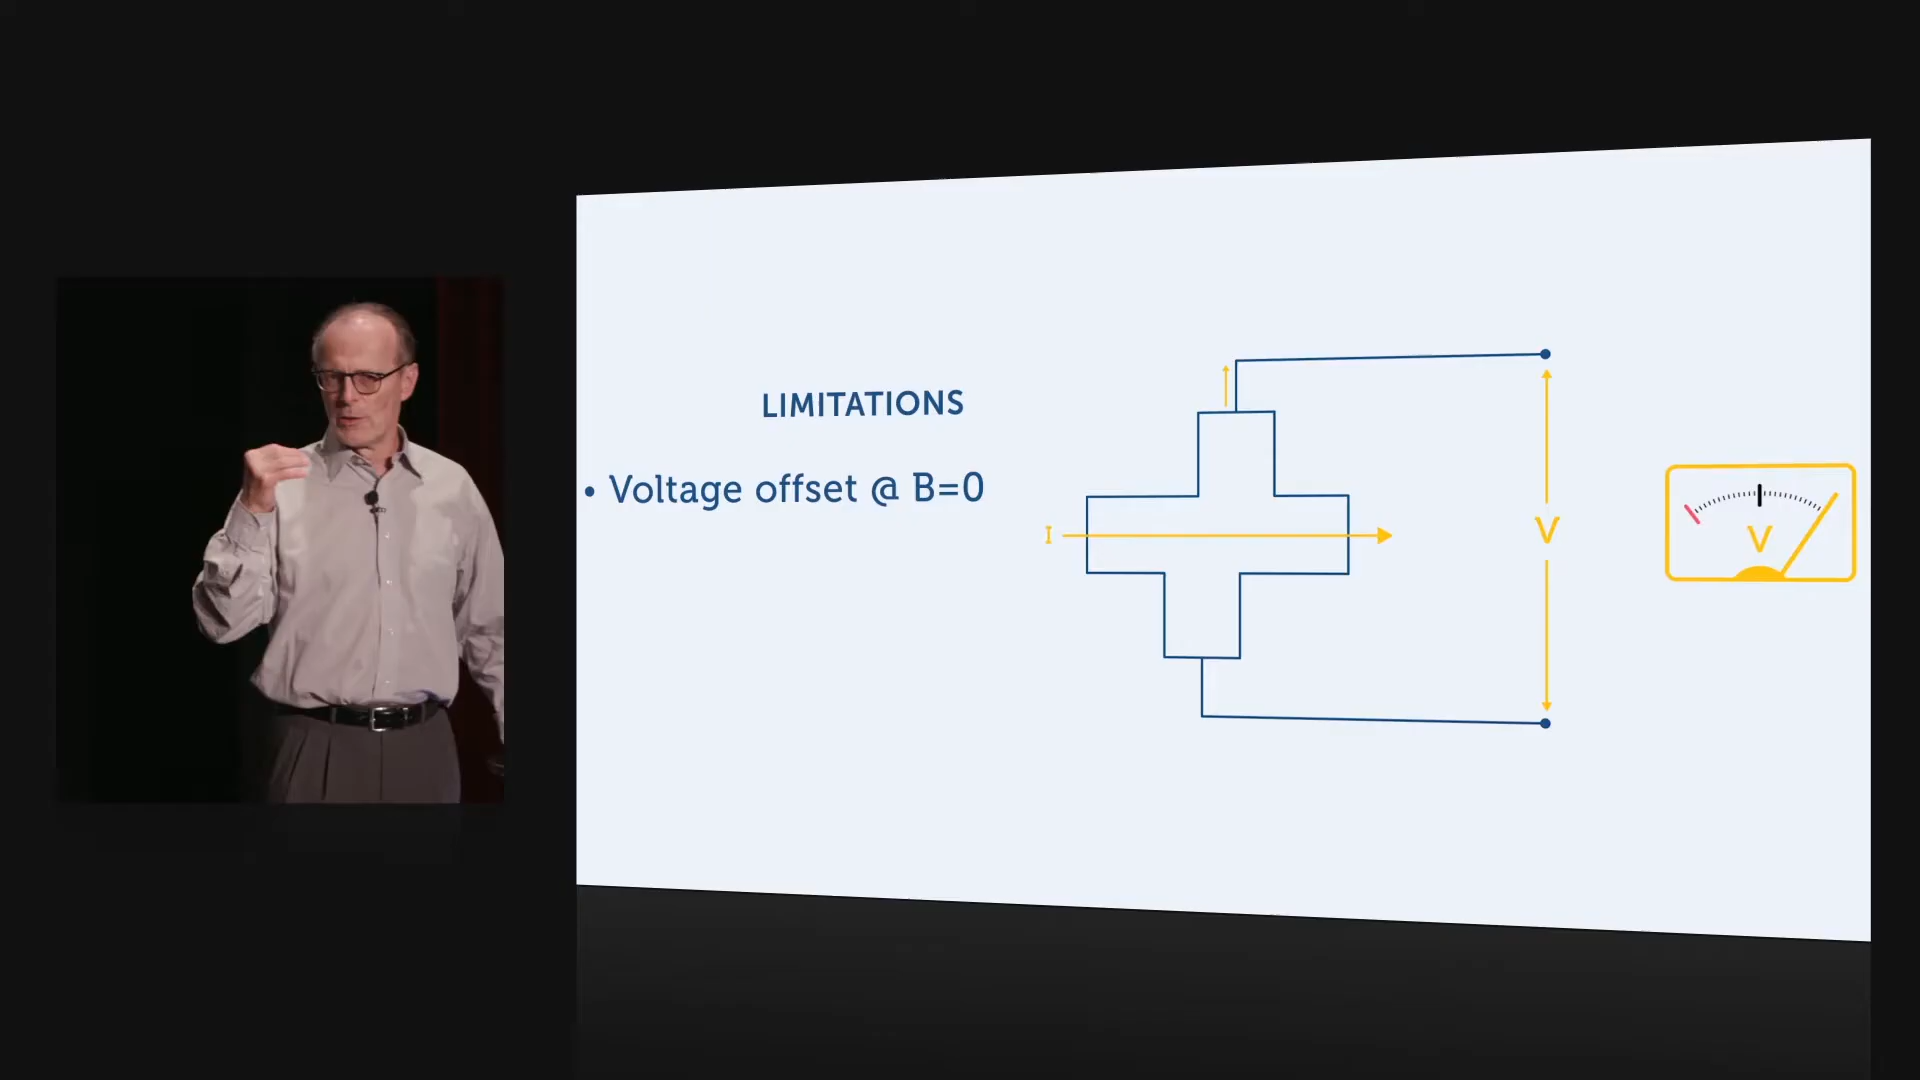 LIMITATIONS
• Voltage offset @ B=0
I
V
V